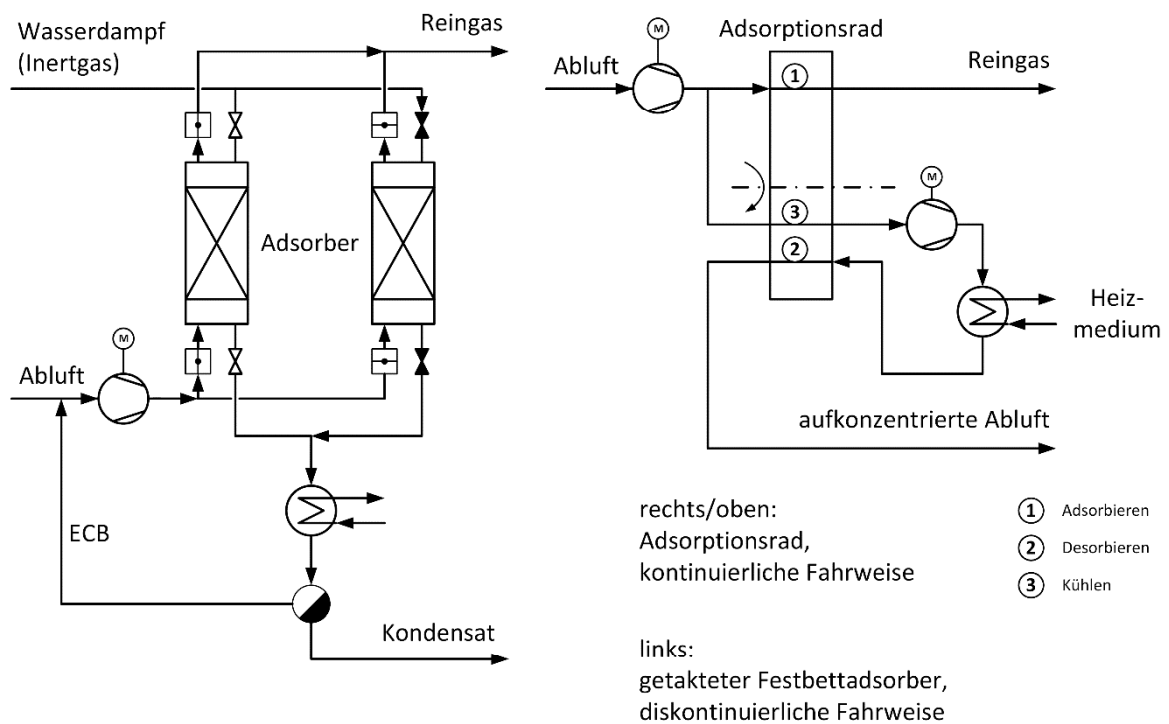 Wasserdampf
(Inertgas)
Reingas
M
Adsorber
Abluft
ECB
Kondensat
M
Abluft
Adsorptionsrad
Reingas
1
3
2
M
Heiz-
medium
aufkonzentrierte Abluft
rechts/oben:
Adsorptionsrad,
kontinuierliche Fahrweise
1 Adsorbieren
2 Desorbieren
3 Kühlen
links:
getakteter Festbettadsorber,
diskontinuierliche Fahrweise